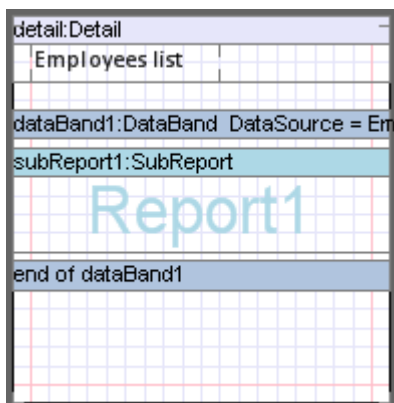 detail:Detail
Employees list
dataBand1:DataBand DataSource = Em
subReport1:SubReport
Report1
end of dataBand1